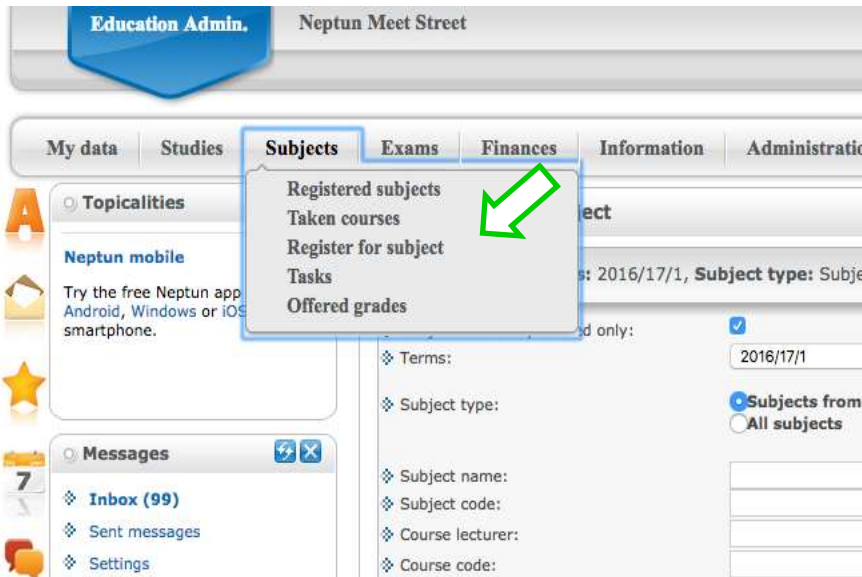 Education Admin. Neptun Meet Street
My data Studies Subjects Exams Finances Information
Topicalities
Neptun mobile
Try the free Neptun app
Android, Windows or iOS
smartphone.
Registered subjects
Taken courses
Register for subject
Tasks
Offered grades
Messages
7
Inbox (99)
Sent messages
Settings
: 2016/17/1, Subject type:
only:
Terms: 2016/17/1
Subject type: Subjects from
All subjects
Subject name:
Subject code:
Course lecturer:
Course code: